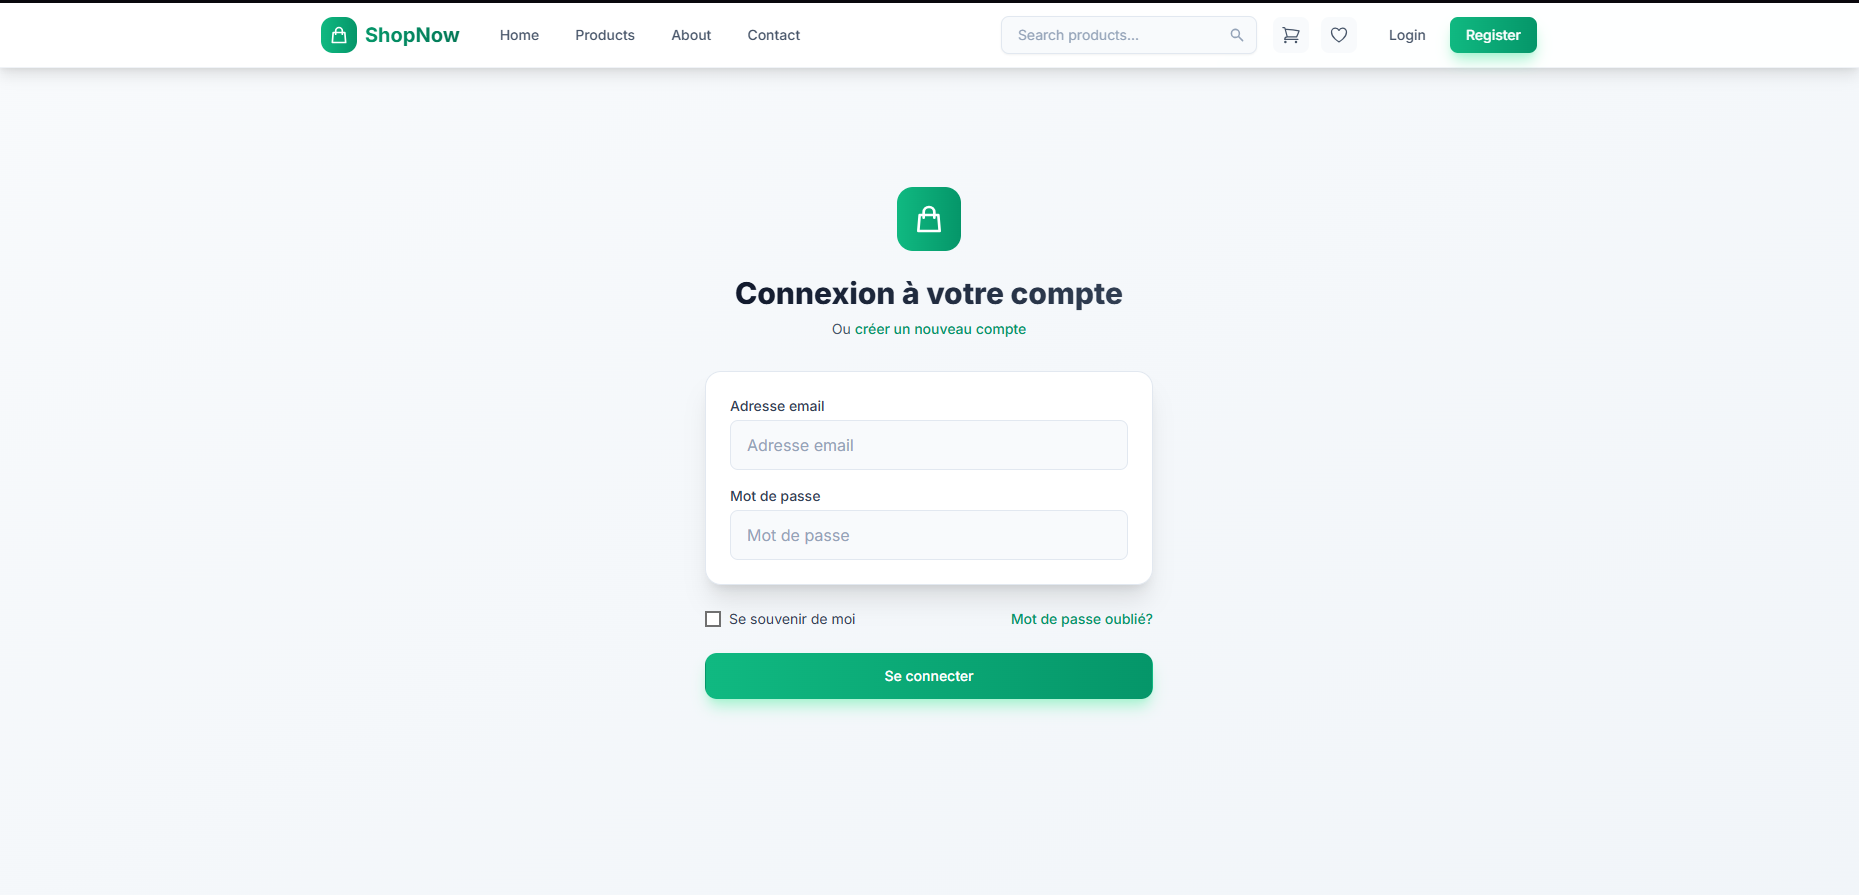 ShopNow Home Products About Contact Search products... Login Register
Connexion à votre compte
Ou créer un nouveau compte
Adresse email
Adresse email
Mot de passe
Mot de passe
Se souvenir de moi Mot de passe oublié?
Se connecter